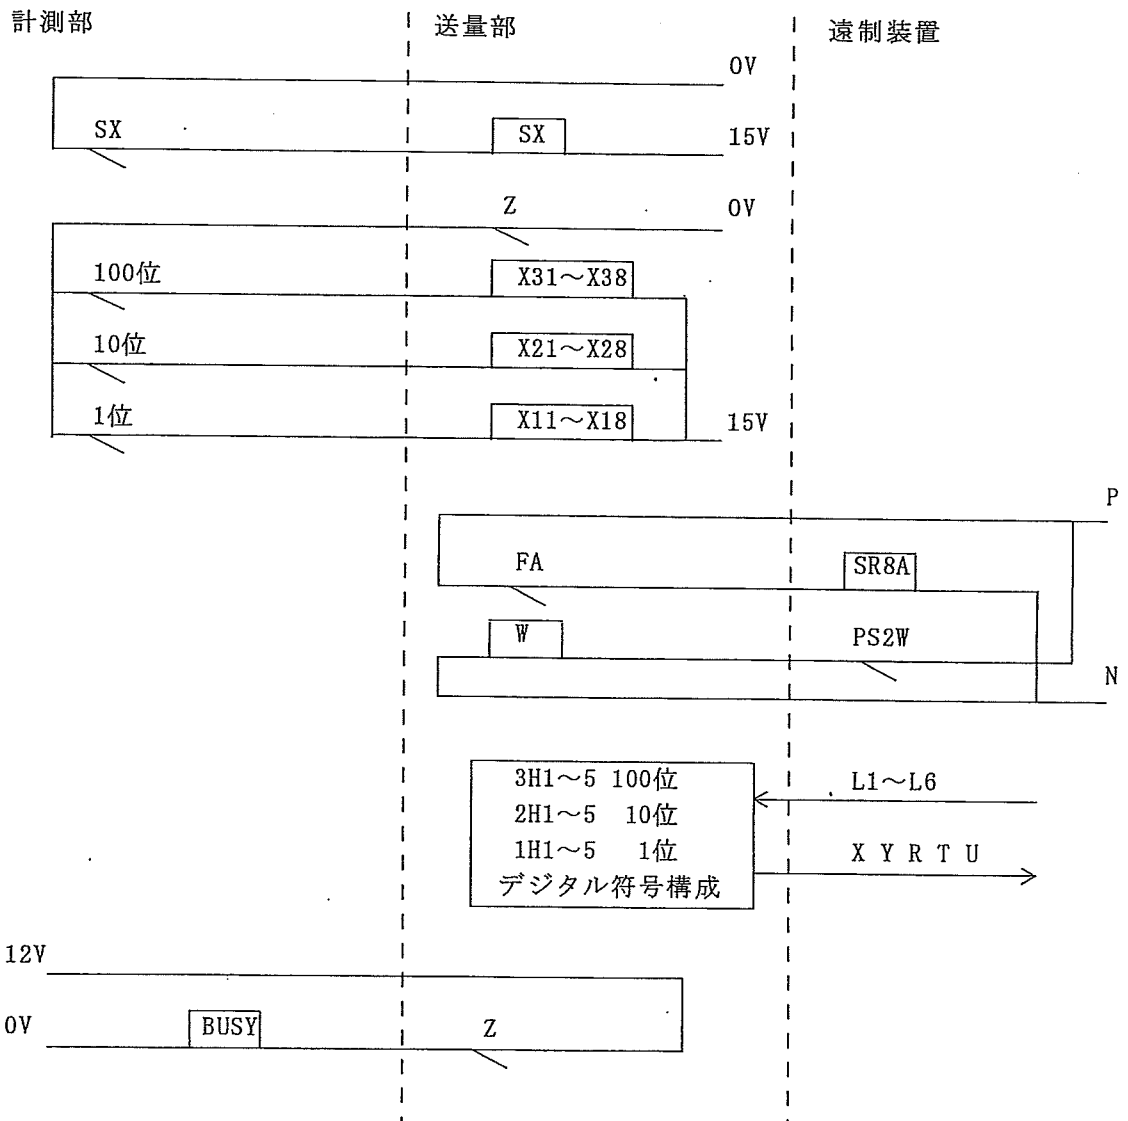 計測部
送量部
遠制装置
0V
SX
SX
15V
Z
0V
100位
X31～X38
10位
X21～X28
1位
X11～X18
15V
P
FA
SR8A
W
PS2W
N
3H1～5 100位
L1～L6
2H1～5 10位
1H1～5 1位
X Y R T U
デジタル符号構成
12V
0V
BUSY
Z